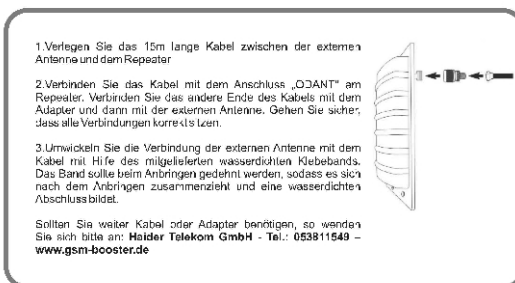 1.Verlegen Sie das 15m lange Kabel zwischen der externen
Antenne und dem Repeater
2.Verbinden Sie das Kabel mit dem Anschluss „ODANT“ am
Repeater. Verbinden Sie das andere Ende des Kabels mit dem
Adapter und dann mit der externen Antenne. Gehen Sie sicher,
dass alle Verbindungen korrekt sitzen.
3.Umwickeln Sie die Verbindung der externen Antenne mit dem
Kabel mit Hilfe des mitgelieferten wasserdichten Klebebands.
Das Band sollte beim Anbringen gedehnt werden, sodass es sich
nach dem Anbringen zusammenzieht und eine wasserdichten
Abschluss bildet.
Sollten Sie weiter Kabel oder Adapter benötigen, so wenden
Sie sich bitte an: Haider Telekom GmbH - Tel.: 053811549 –
www.gsm-booster.de